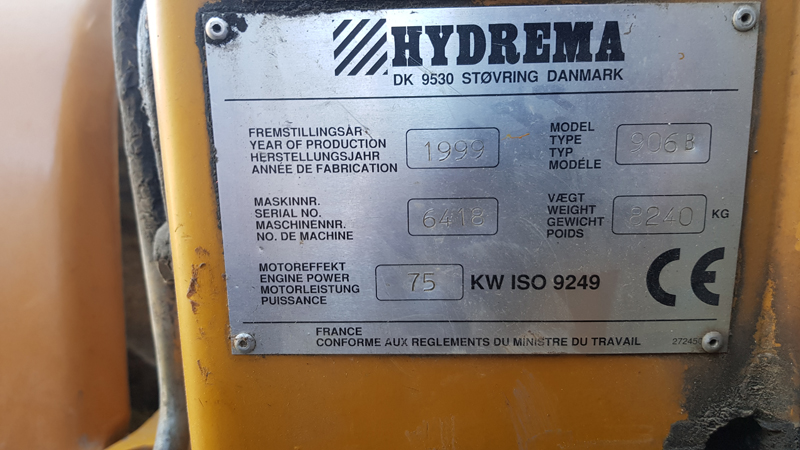 HYDREMA
DK 9530 STØVRING DANMARK
FREMSTILLINGSÅR
YEAR OF PRODUCTION
HERSTELLUNGSJAHR
ANNÉE DE FABRICATION
1999
MODEL
TYPE
TYP
MODÉLE
906B
MASKINNR.
SERIAL NO.
MASCHINENNR.
NO. DE MACHINE
6418
VÆGT
WEIGHT
GEWICHT
POIDS
8240 KG
MOTOREFFEKT
ENGINE POWER
MOTORLEISTUNG
PUISSANCE
75 KW ISO 9249
CE
FRANCE
CONFORME AUX REGLEMENTS DU MINISTRE DU TRAVAIL